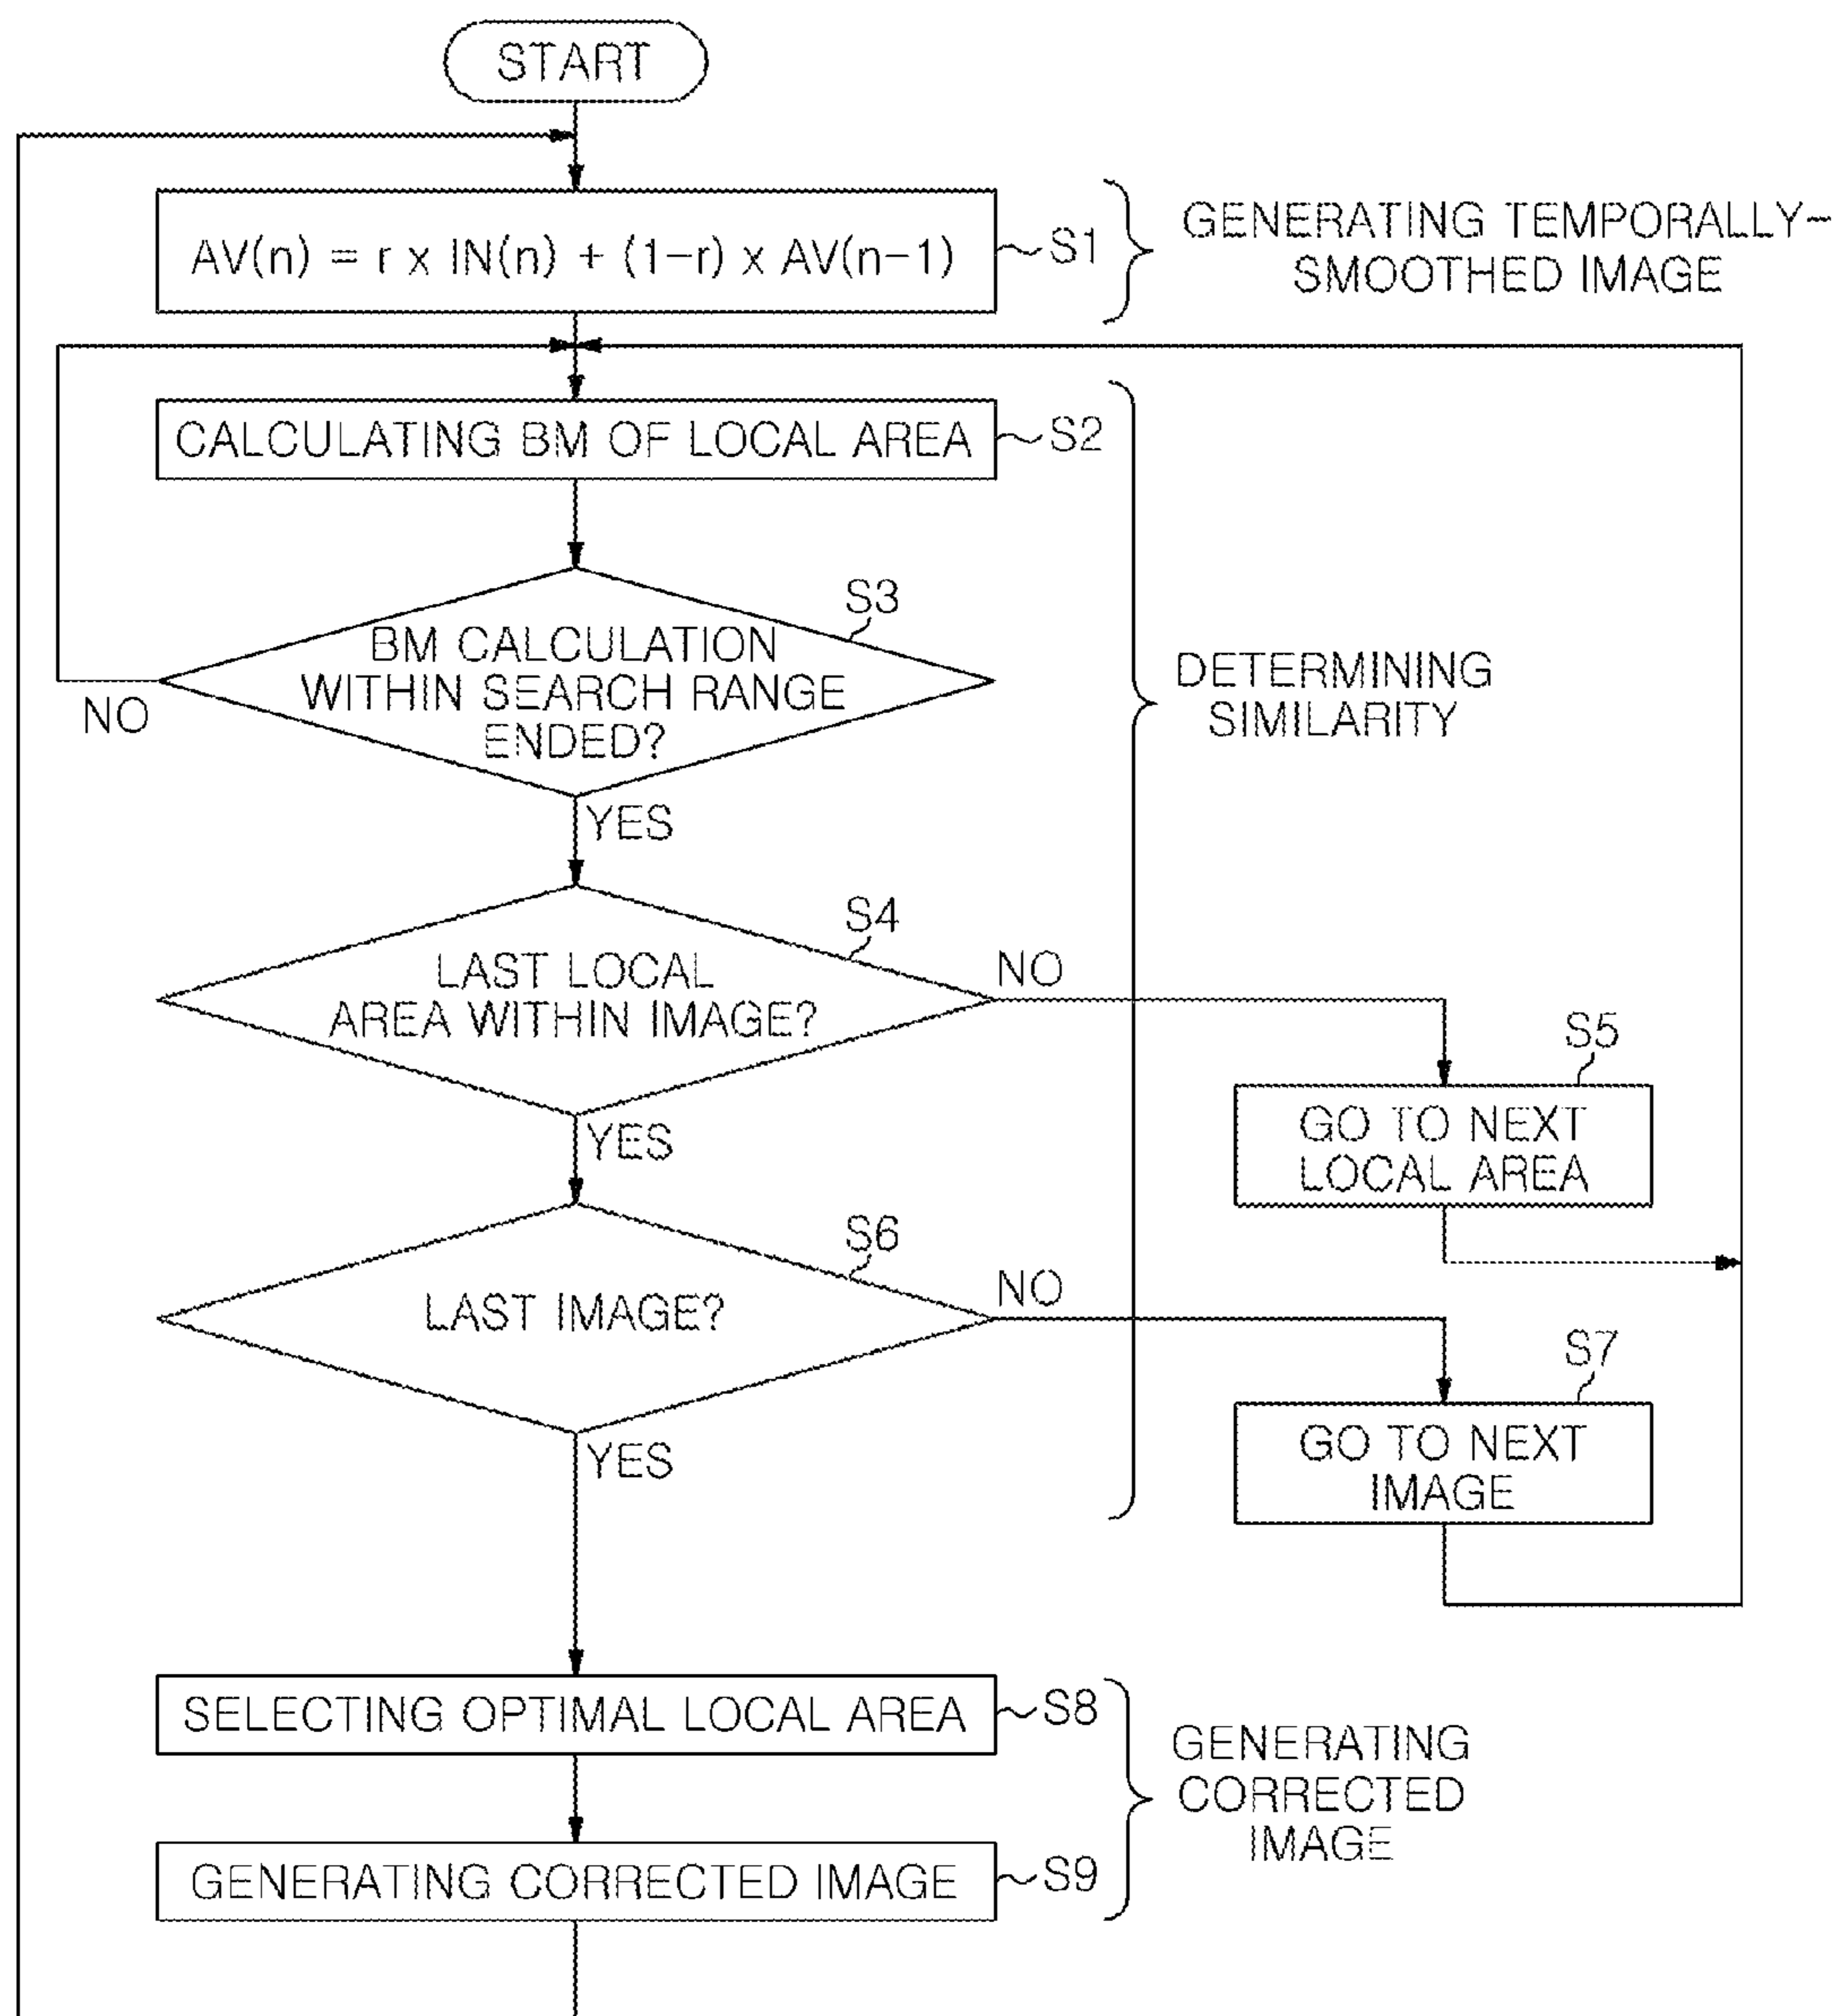 START
AV(n) = r x IN(n) + (1-r) x AV(n-1)
S1
GENERATING TEMPORALLY-
SMOOTHED IMAGE
CALCULATING BM OF LOCAL AREA
S2
S3
BM CALCULATION
WITHIN SEARCH RANGE
ENDED?
NO
YES
DETERMINING
SIMILARITY
S4
LAST LOCAL
AREA WITHIN IMAGE?
NO
YES
S5
GO TO NEXT
LOCAL AREA
S6
LAST IMAGE?
NO
YES
S7
GO TO NEXT
IMAGE
SELECTING OPTIMAL LOCAL AREA
S8
GENERATING
CORRECTED
IMAGE
GENERATING CORRECTED IMAGE
S9